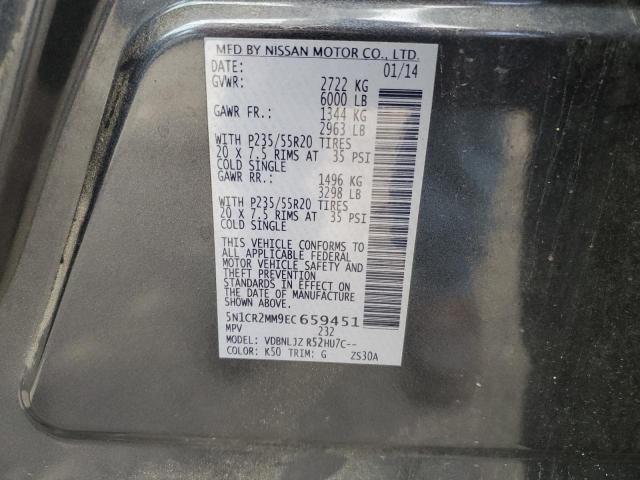 MFD BY NISSAN MOTOR CO., LTD.
DATE: 01/14
GVWR: 2722 KG
6000 LB
GAWR FR.: 1344 KG
2963 LB
WITH P235/55R20 TIRES
20 X 7.5 RIMS AT 35 PSI
COLD SINGLE
GAWR RR.: 1496 KG
3298 LB
WITH P235/55R20 TIRES
20 X 7.5 RIMS AT 35 PSI
COLD SINGLE
THIS VEHICLE CONFORMS TO
ALL APPLICABLE FEDERAL
MOTOR VEHICLE SAFETY AND
THEFT PREVENTION
STANDARDS IN EFFECT ON
THE DATE OF MANUFACTURE
SHOWN ABOVE.
5N1CR2MM9EC659451
MPV 232
MODEL: VDBNLJZ R52HU7C--
COLOR: K50 TRIM: G ZS30A